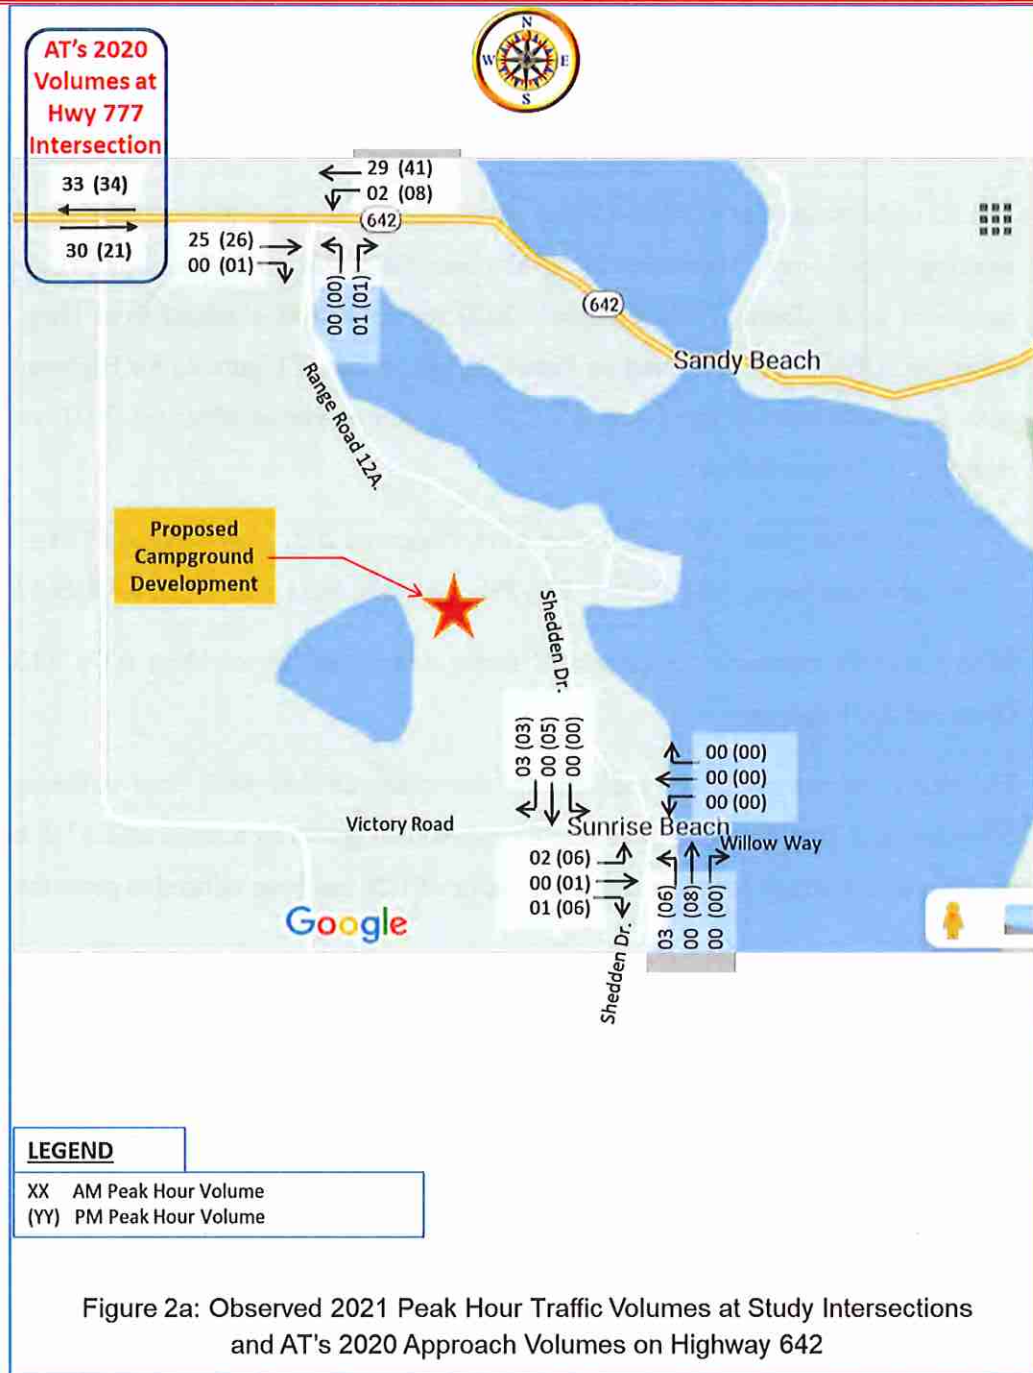 AT's 2020
Volumes at
Hwy 777
Intersection
N
W
E
S
33 (34)
30 (21)
29 (41)
02 (08)
642
25 (26)
00 (01)
00 (00)
01 (01)
642
Sandy Beach
Range Road 12A.
Proposed
Campground
Development
Shedden Dr.
03 (03)
00 (05)
00 (00)
00 (00)
00 (00)
00 (00)
Victory Road
Sunrise Beach
Willow Way
02 (06)
00 (01)
01 (06)
03 (06)
00 (08)
00 (00)
Shedden Dr.
Google
LEGEND
XX AM Peak Hour Volume
(YY) PM Peak Hour Volume
Figure 2a: Observed 2021 Peak Hour Traffic Volumes at Study Intersections
and AT's 2020 Approach Volumes on Highway 642